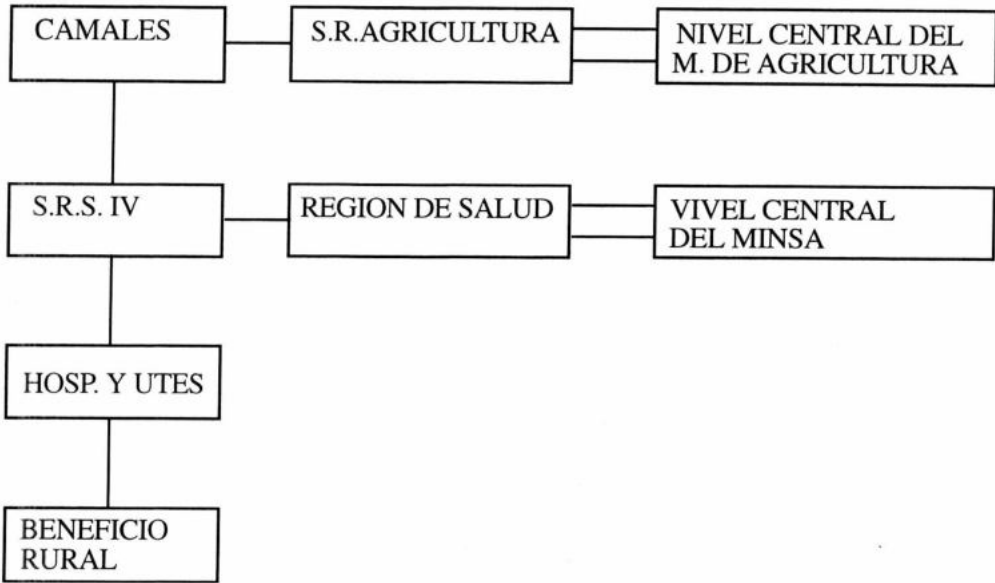 CAMALES
S.R.AGRICULTURA
NIVEL CENTRAL DEL
M. DE AGRICULTURA
S.R.S. IV
REGION DE SALUD
VIVEL CENTRAL
DEL MINSA
HOSP. Y UTES
BENEFICIO
RURAL